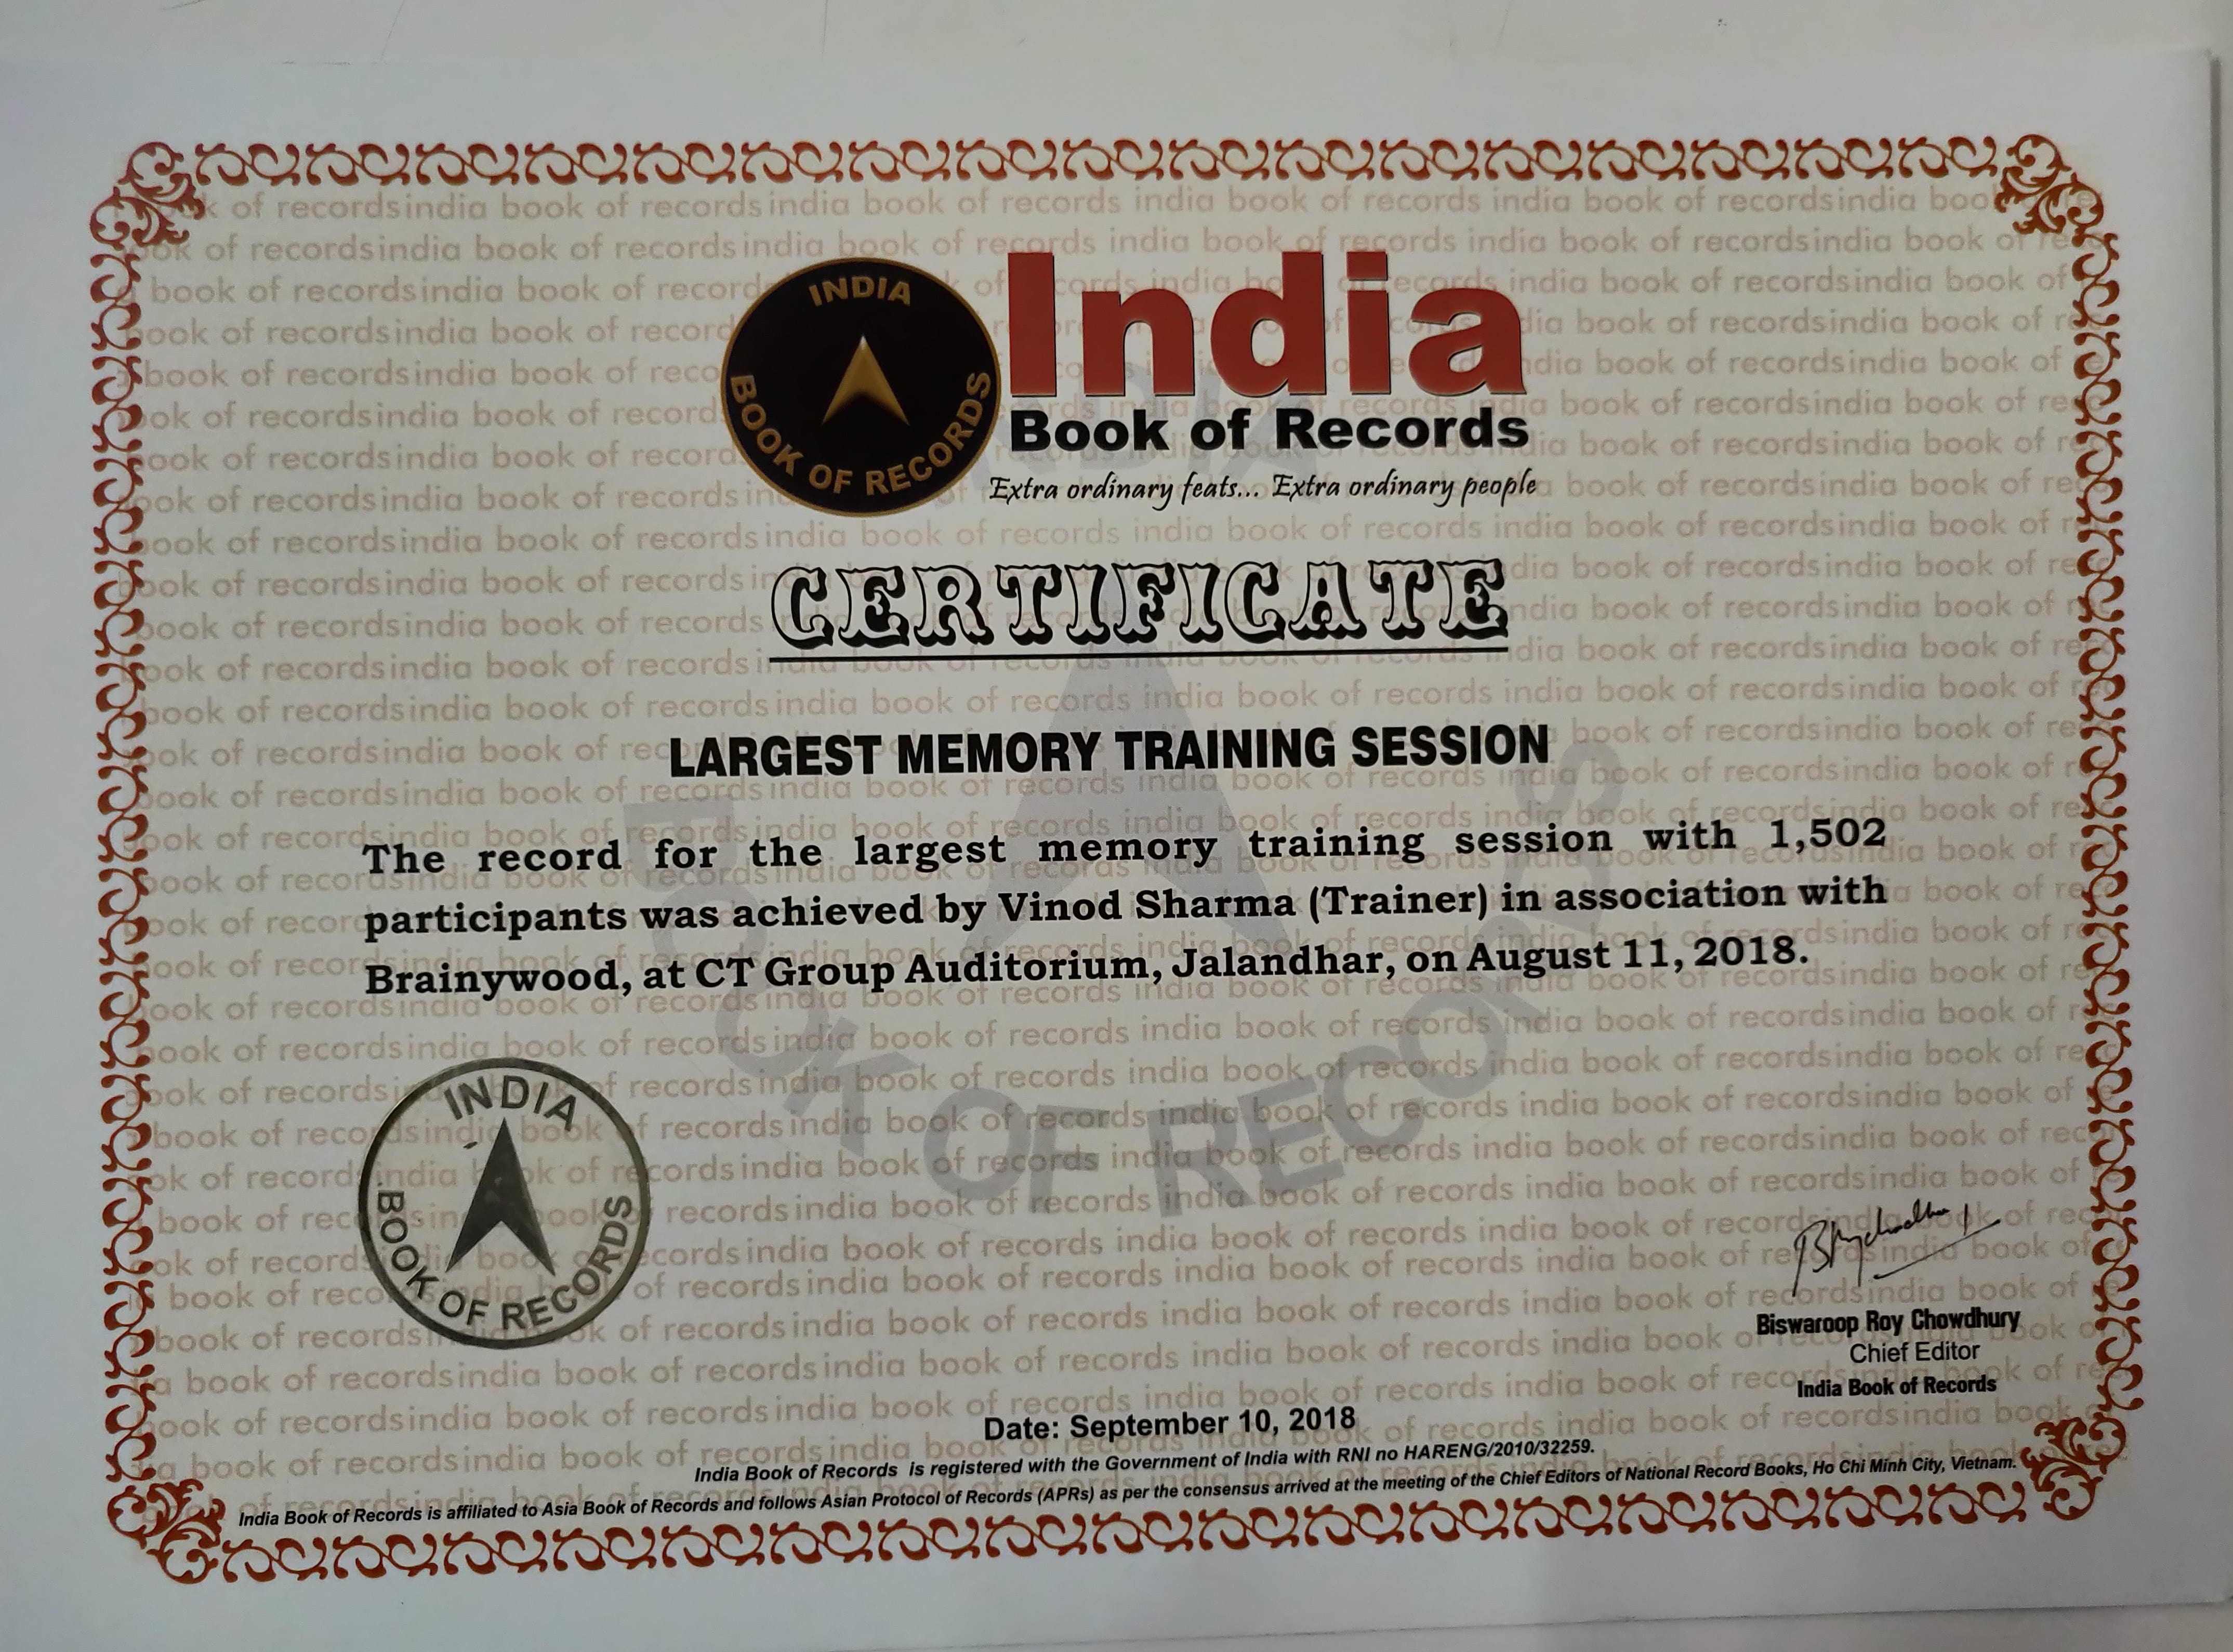 INDIA
BOOK OF RECORDS
India
Book of Records
Extra ordinary feats... Extra ordinary people
CERTIFICATE
LARGEST MEMORY TRAINING SESSION
The record for the largest memory training session with 1,502
participants was achieved by Vinod Sharma (Trainer) in association with
Brainywood, at CT Group Auditorium, Jalandhar, on August 11, 2018.
INDIA
BOOK OF RECORDS
Biswaroop Roy Chowdhury
Chief Editor
India Book of Records
Date: September 10, 2018
India Book of Records is registered with the Government of India with RNI no HARENG/2010/32259.
India Book of Records is affiliated to Asia Book of Records and follows Asian Protocol of Records (APRs) as per the consensus arrived at the meeting of the Chief Editors of National Record Books, Ho Chi Minh City, Vietnam.